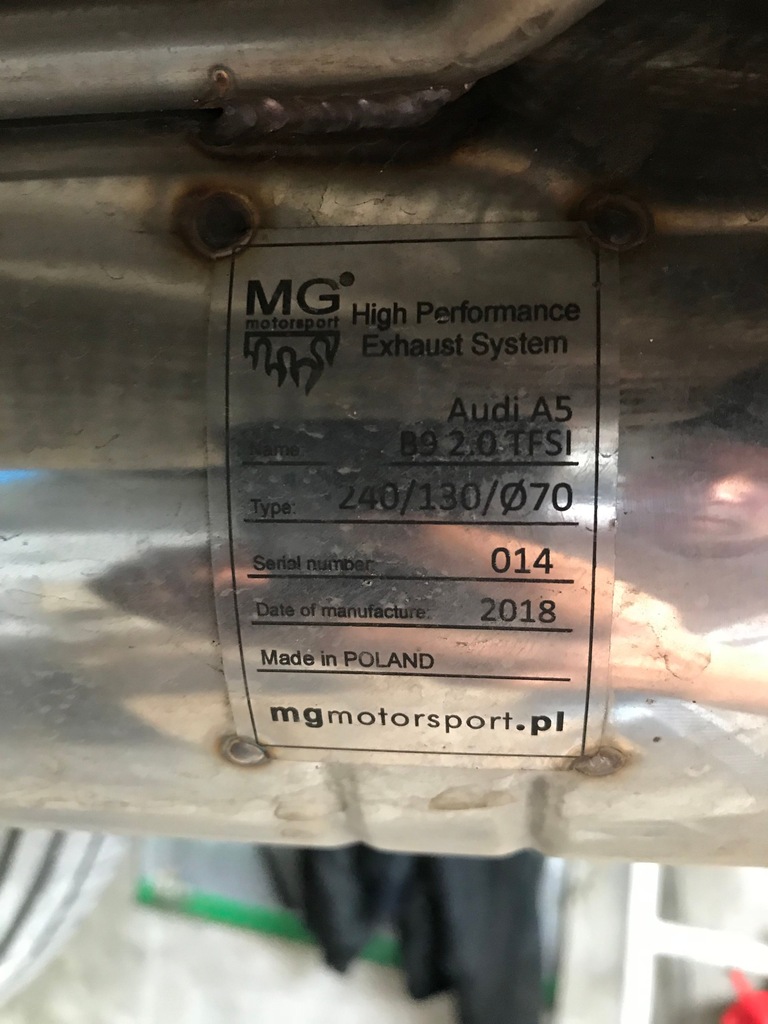 MG
motorsport
High Performance
Exhaust System
Audi A5
Name: B9 2.0 TFSI
Type: 240/130/Ø70
Serial number: 014
Date of manufacture: 2018
Made in POLAND
mgmotorsport.pl